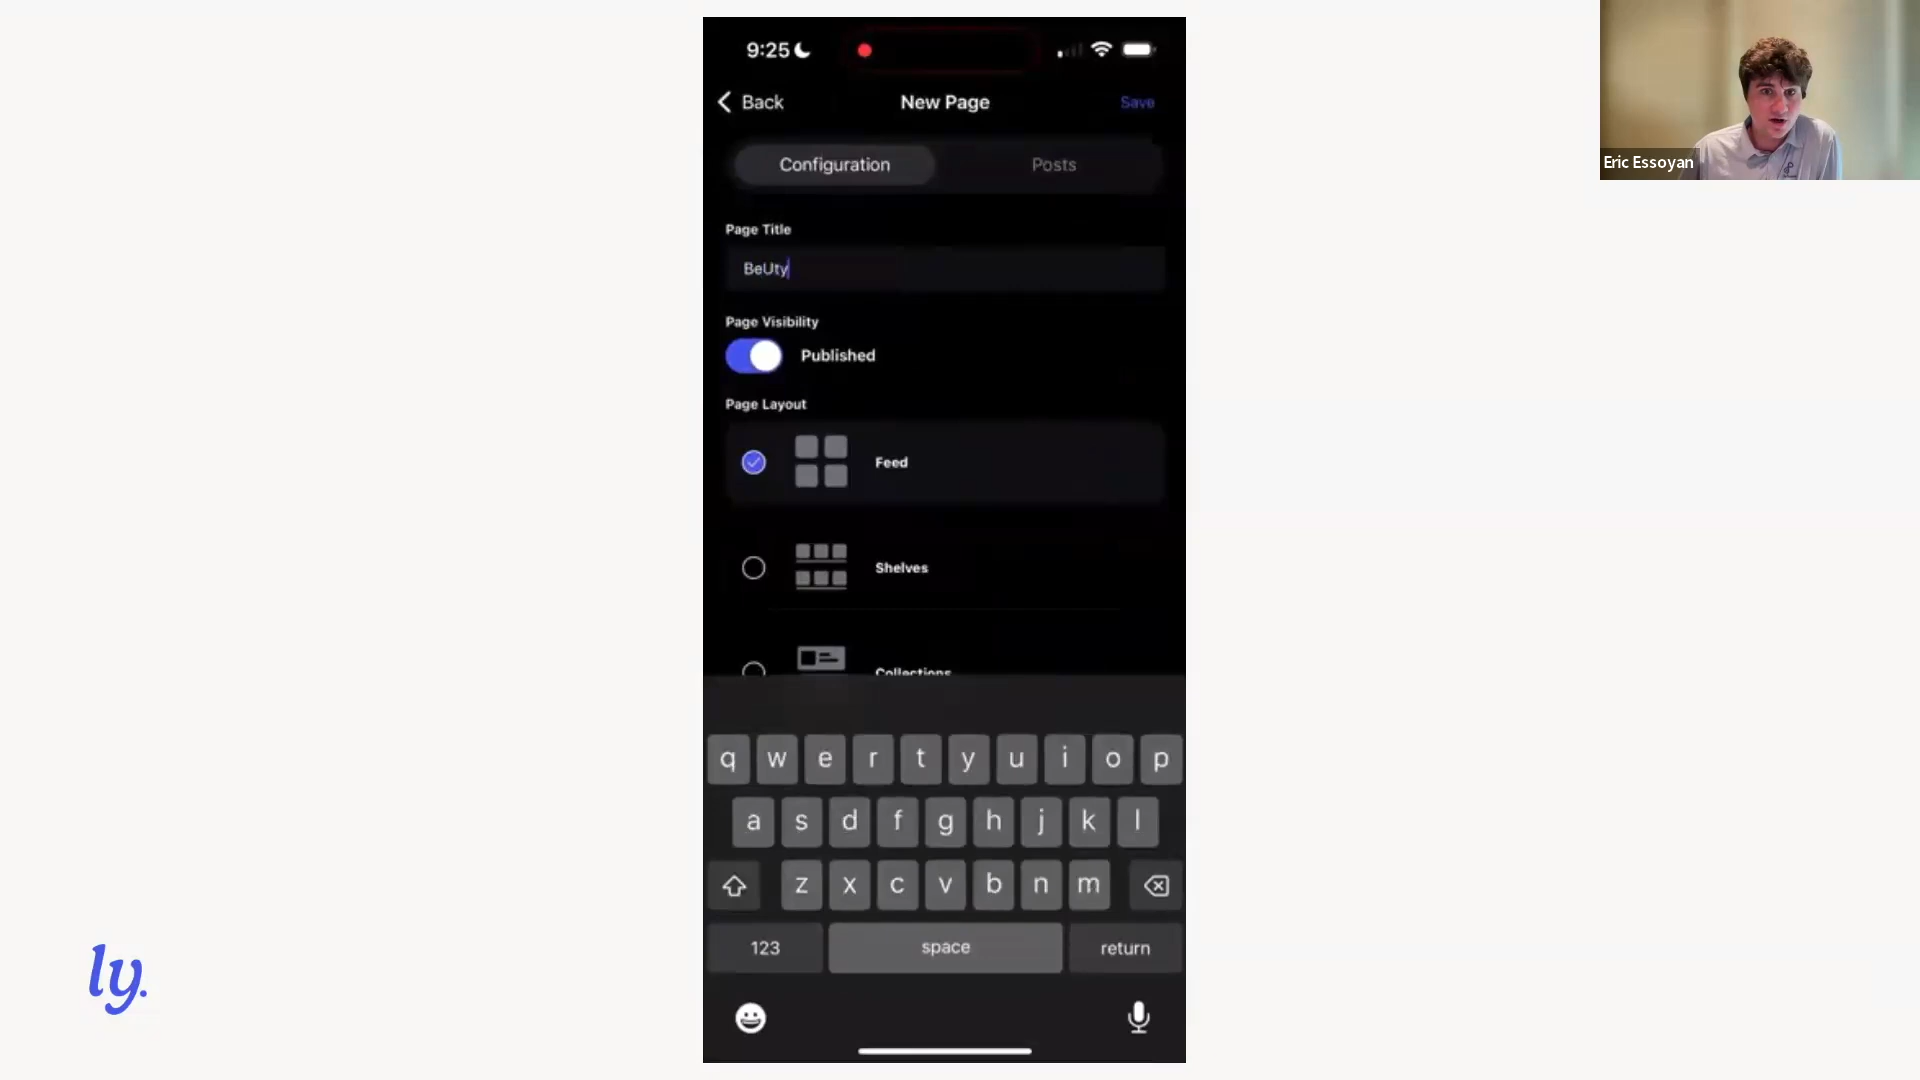 9:25
Back
New Page
Save
Configuration
Posts
Page Title
BeUty
Page Visibility
Published
Page Layout
Feed
Shelves
Collections
q w e r t y u i o p
a s d f g h j k l
z x c v b n m
123
space
return
Eric Essoyan
ly.